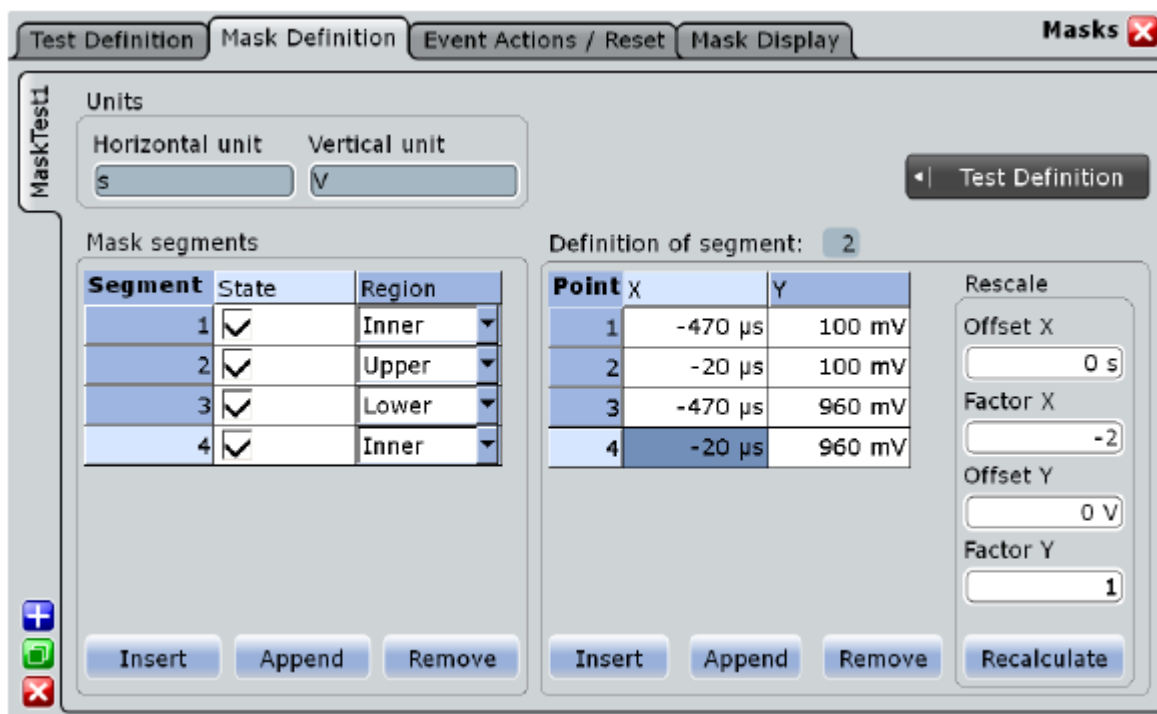 Test Definition Mask Definition Event Actions / Reset Mask Display Masks
MaskTest1
Units
Horizontal unit Vertical unit
s V
Test Definition
Mask segments
Segment State Region
1 Inner
2 Upper
3 Lower
4 Inner
Insert Append Remove
Definition of segment: 2
Point X Y
1 -470 µs 100 mV
2 -20 µs 100 mV
3 -470 µs 960 mV
4 -20 µs 960 mV
Insert Append Remove
Rescale
Offset X
0 s
Factor X
-2
Offset Y
0 V
Factor Y
1
Recalculate